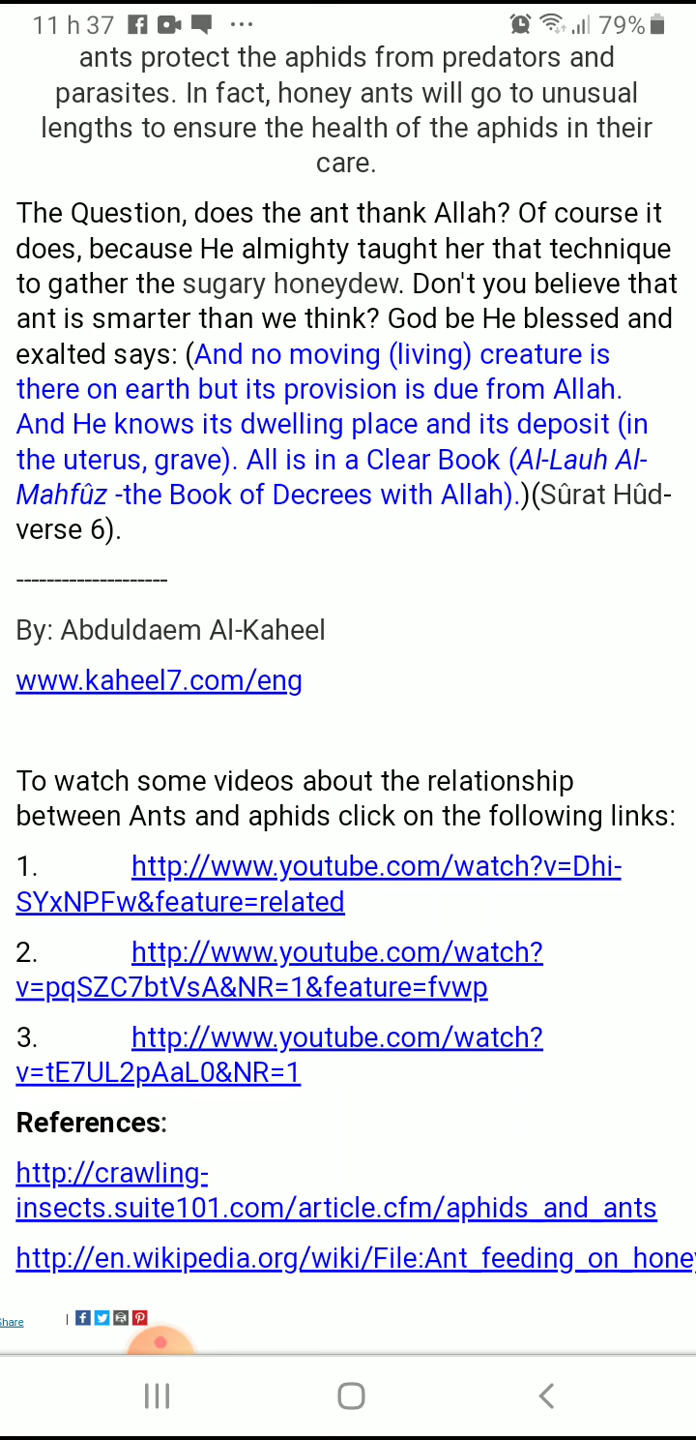 11 h 37 ... 79%
ants protect the aphids from predators and
parasites. In fact, honey ants will go to unusual
lengths to ensure the health of the aphids in their
care.
The Question, does the ant thank Allah? Of course it
does, because He almighty taught her that technique
to gather the sugary honeydew. Don't you believe that
ant is smarter than we think? God be He blessed and
exalted says: (And no moving (living) creature is
there on earth but its provision is due from Allah.
And He knows its dwelling place and its deposit (in
the uterus, grave). All is in a Clear Book (Al-Lauh Al-
Mahfûz -the Book of Decrees with Allah).)(Sûrat Hûd-
verse 6).
--------------------
By: Abduldaem Al-Kaheel
www.kaheel7.com/eng
To watch some videos about the relationship
between Ants and aphids click on the following links:
1. http://www.youtube.com/watch?v=Dhi-
SYxNPFw&feature=related
2. http://www.youtube.com/watch?
v=pqSZC7btVsA&NR=1&feature=fvwp
3. http://www.youtube.com/watch?
v=tE7UL2pAaL0&NR=1
References:
http://crawling-
insects.suite101.com/article.cfm/aphids_and_ants
http://en.wikipedia.org/wiki/File:Ant_feeding_on_hone
Share |